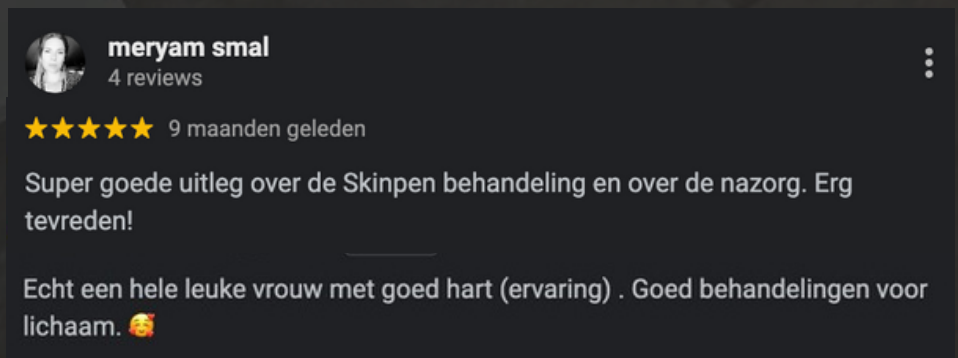 meryam smal
4 reviews
9 maanden geleden
Super goede uitleg over de Skinpen behandeling en over de nazorg. Erg
tevreden!
Echt een hele leuke vrouw met goed hart (ervaring) . Goed behandelingen voor
lichaam. 🥰